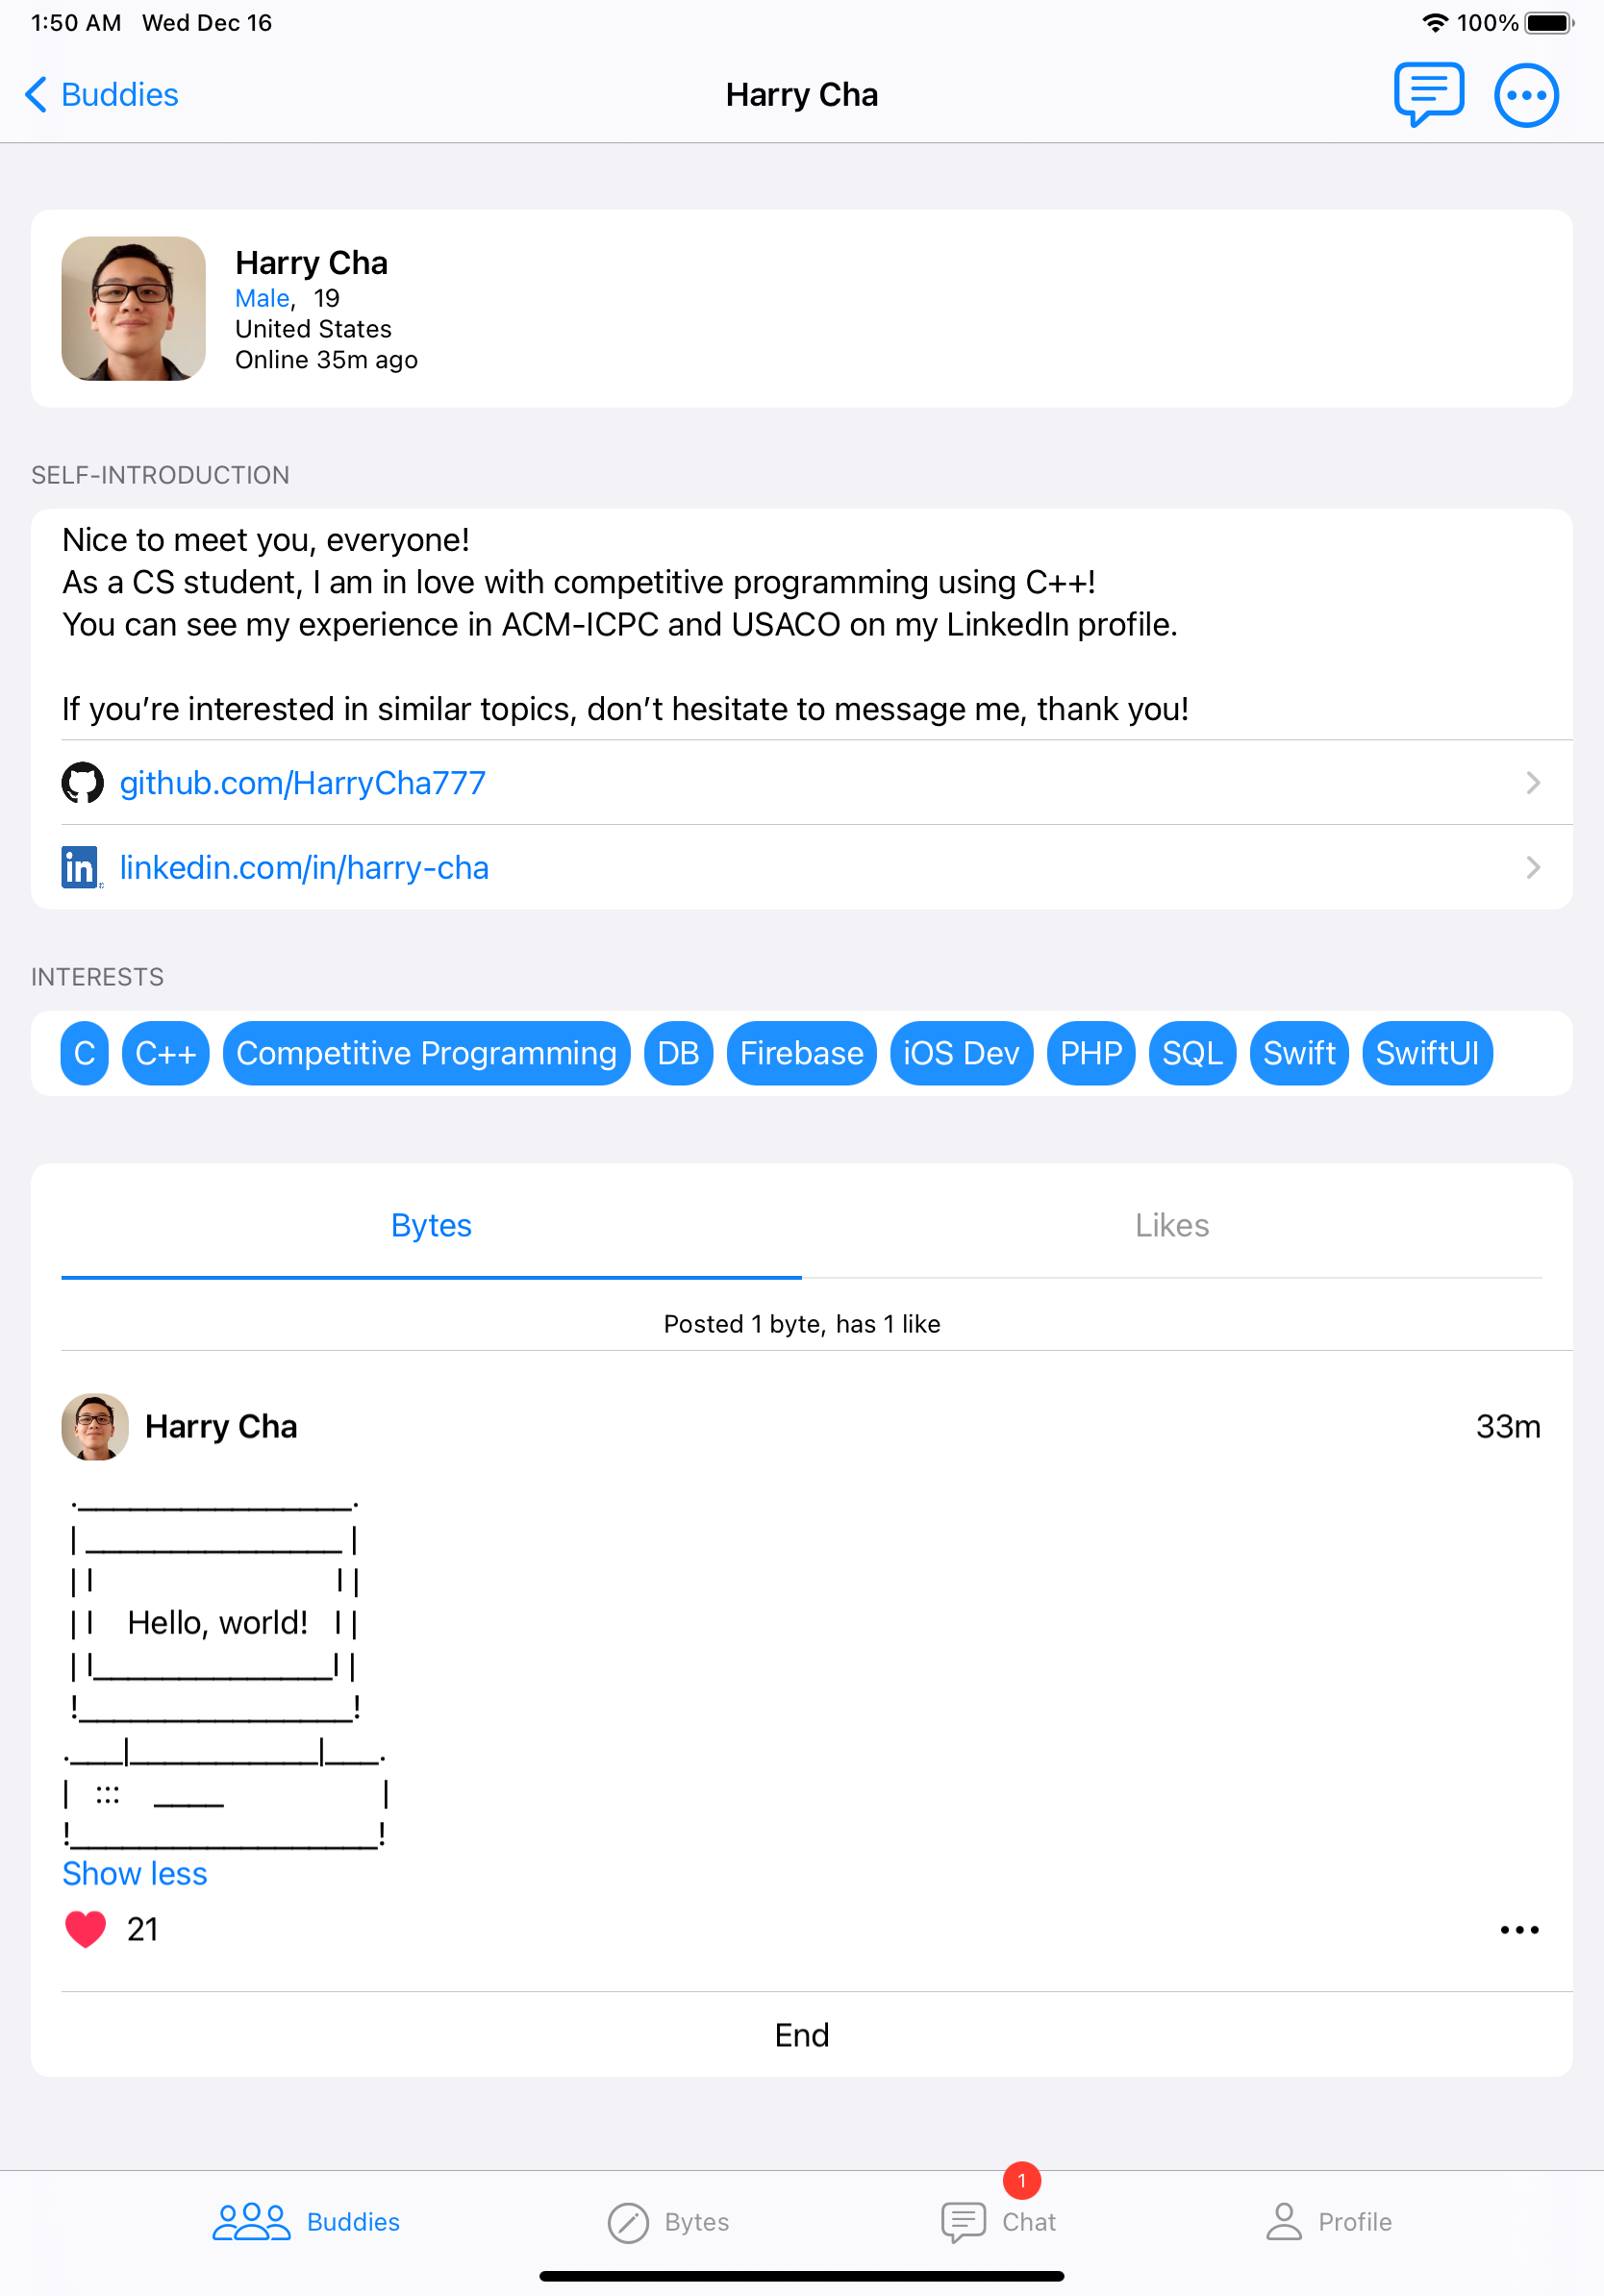 1:50 AM Wed Dec 16
100%
Buddies
Harry Cha
Harry Cha
Male, 19
United States
Online 35m ago
SELF-INTRODUCTION
Nice to meet you, everyone!
As a CS student, I am in love with competitive programming using C++!
You can see my experience in ACM-ICPC and USACO on my LinkedIn profile.
If you’re interested in similar topics, don’t hesitate to message me, thank you!
github.com/HarryCha777
in linkedin.com/in/harry-cha
INTERESTS
C C++ Competitive Programming DB Firebase iOS Dev PHP SQL Swift SwiftUI
Bytes Likes
Posted 1 byte, has 1 like
Harry Cha 33m
.________________.
|_______________|
| | | |
| | Hello, world! | |
| |______________| |
!________________!
.___|___________|___.
| ::: ____ |
!__________________!
Show less
21
End
1
Buddies Bytes Chat Profile